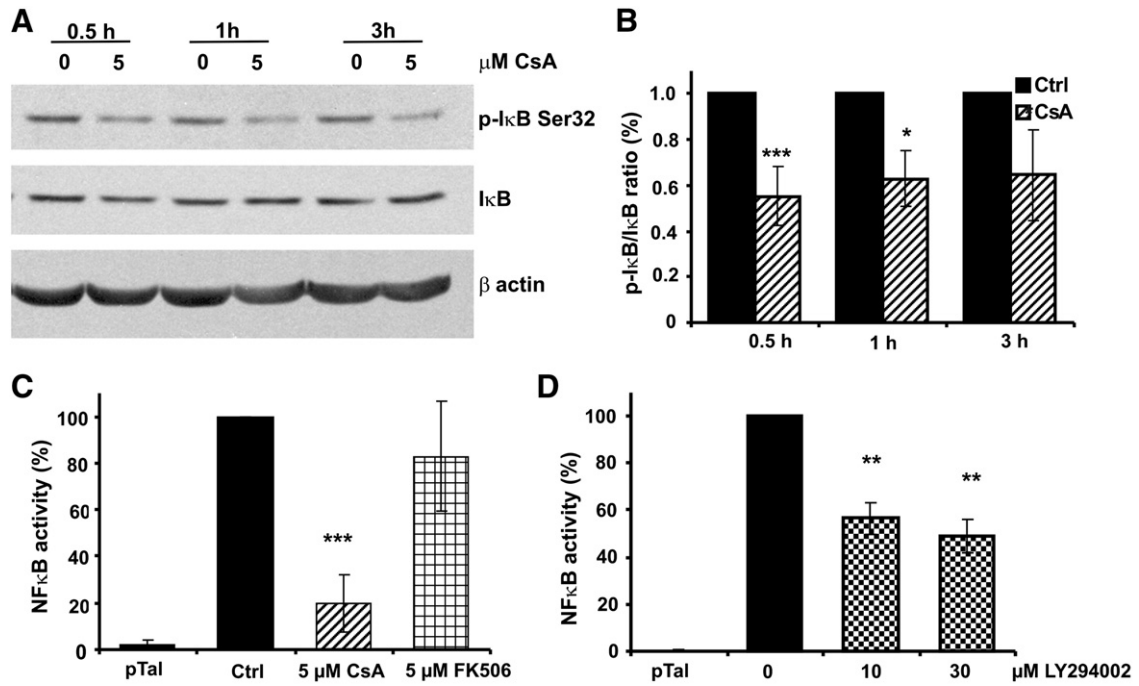 A
0.5 h 1h 3h
0 5 0 5 0 5 μM CsA
p-IκB Ser32
IκB
β actin
B
Ctrl
CsA
p-IκB/IκB ratio (%)
1.0
0.8
0.6
0.4
0.2
0
*** *
0.5 h 1 h 3 h
C
NFκB activity (%)
100
80
60
40
20
0
***
pTal Ctrl 5 μM CsA 5 μM FK506
D
NFκB activity (%)
100
80
60
40
20
0
** **
pTal 0 10 30 μM LY294002